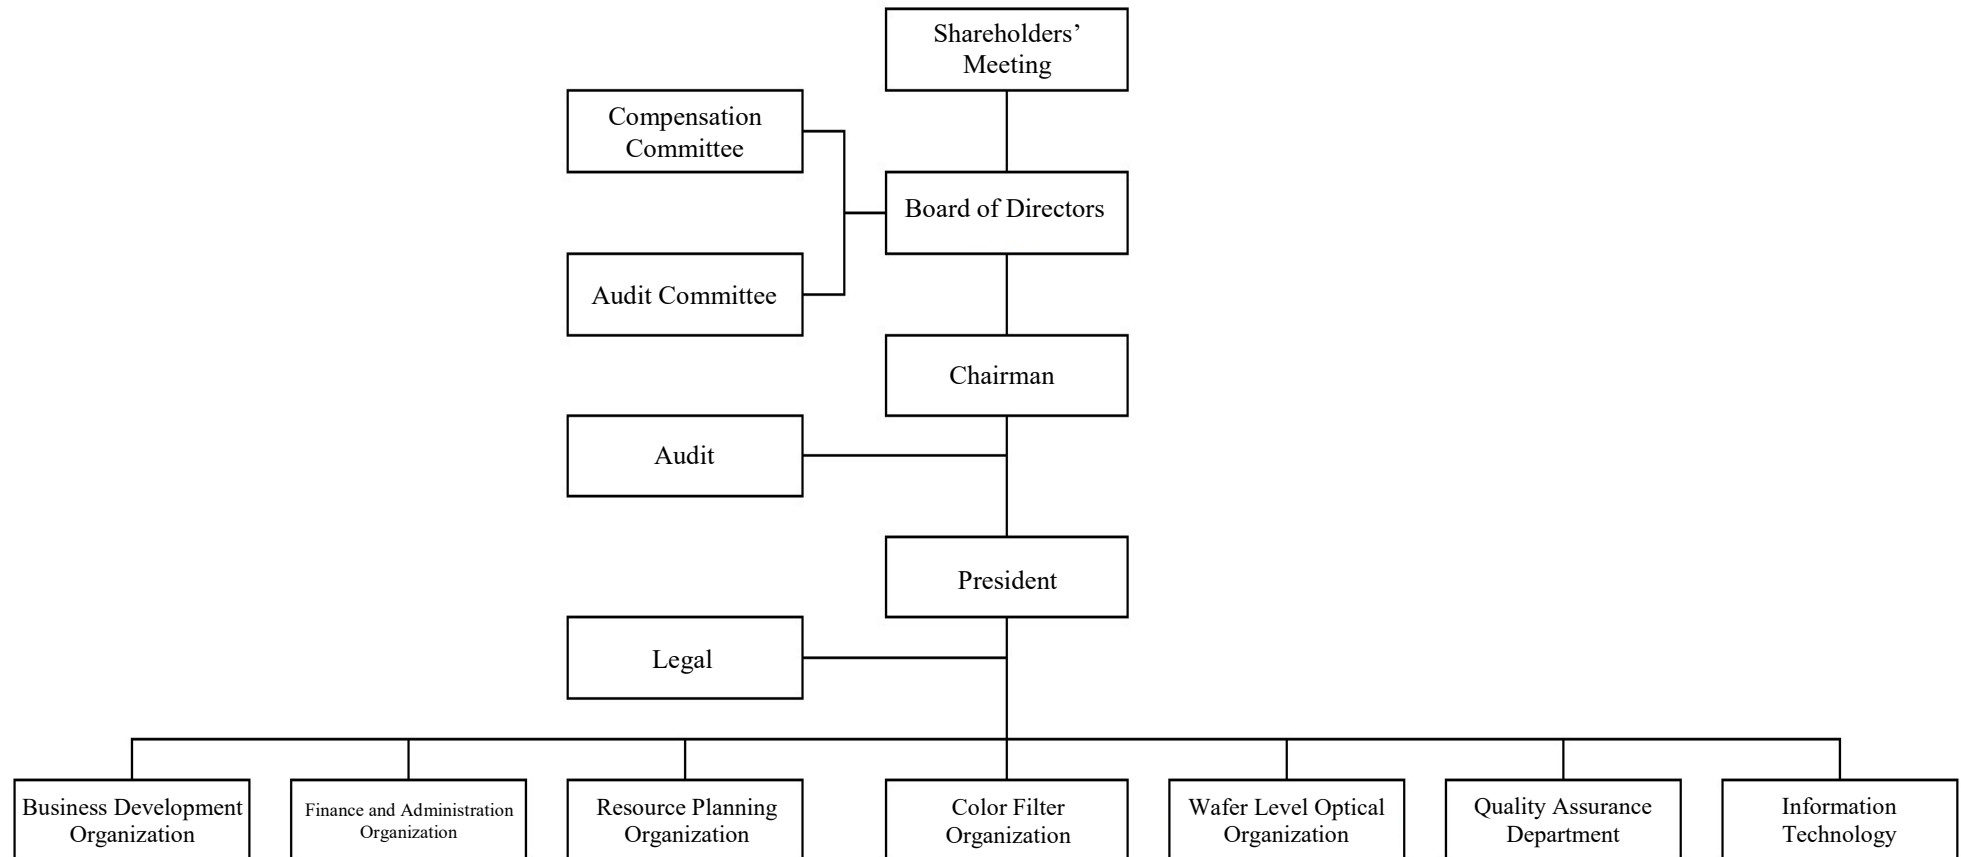 Shareholders’
Meeting
Compensation
Committee
Board of Directors
Audit Committee
Chairman
Audit
President
Legal
Business Development
Organization
Finance and Administration
Organization
Resource Planning
Organization
Color Filter
Organization
Wafer Level Optical
Organization
Quality Assurance
Department
Information
Technology